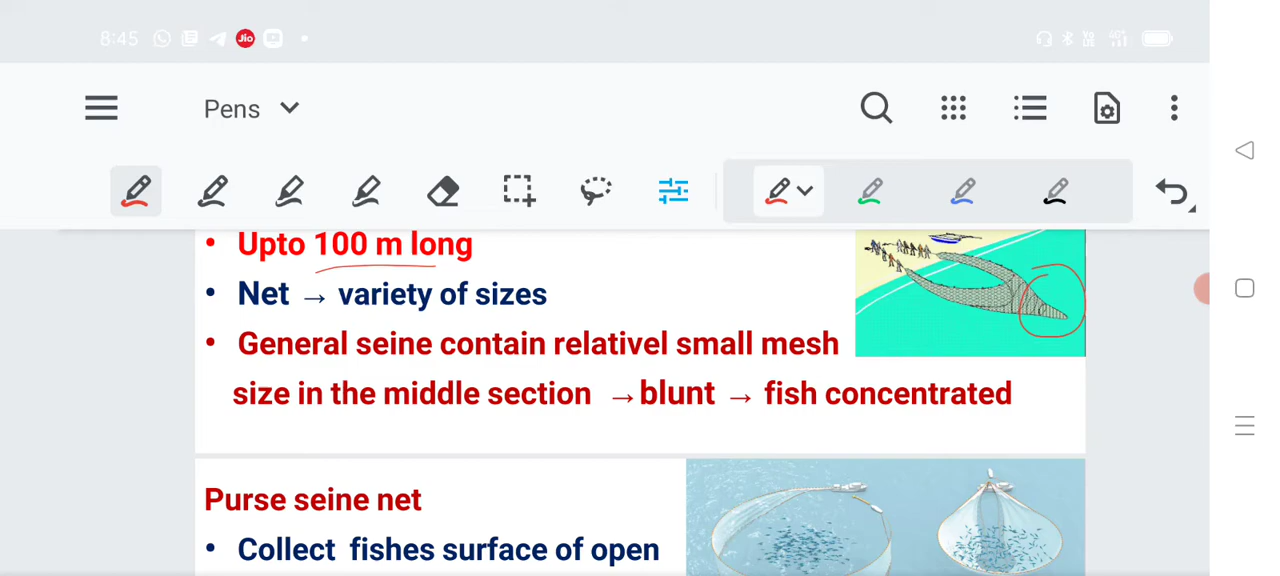 8:45
Jio
Pens
• Upto 100 m long
• Net → variety of sizes
• General seine contain relativel small mesh
size in the middle section →blunt → fish concentrated
Purse seine net
• Collect fishes surface of open